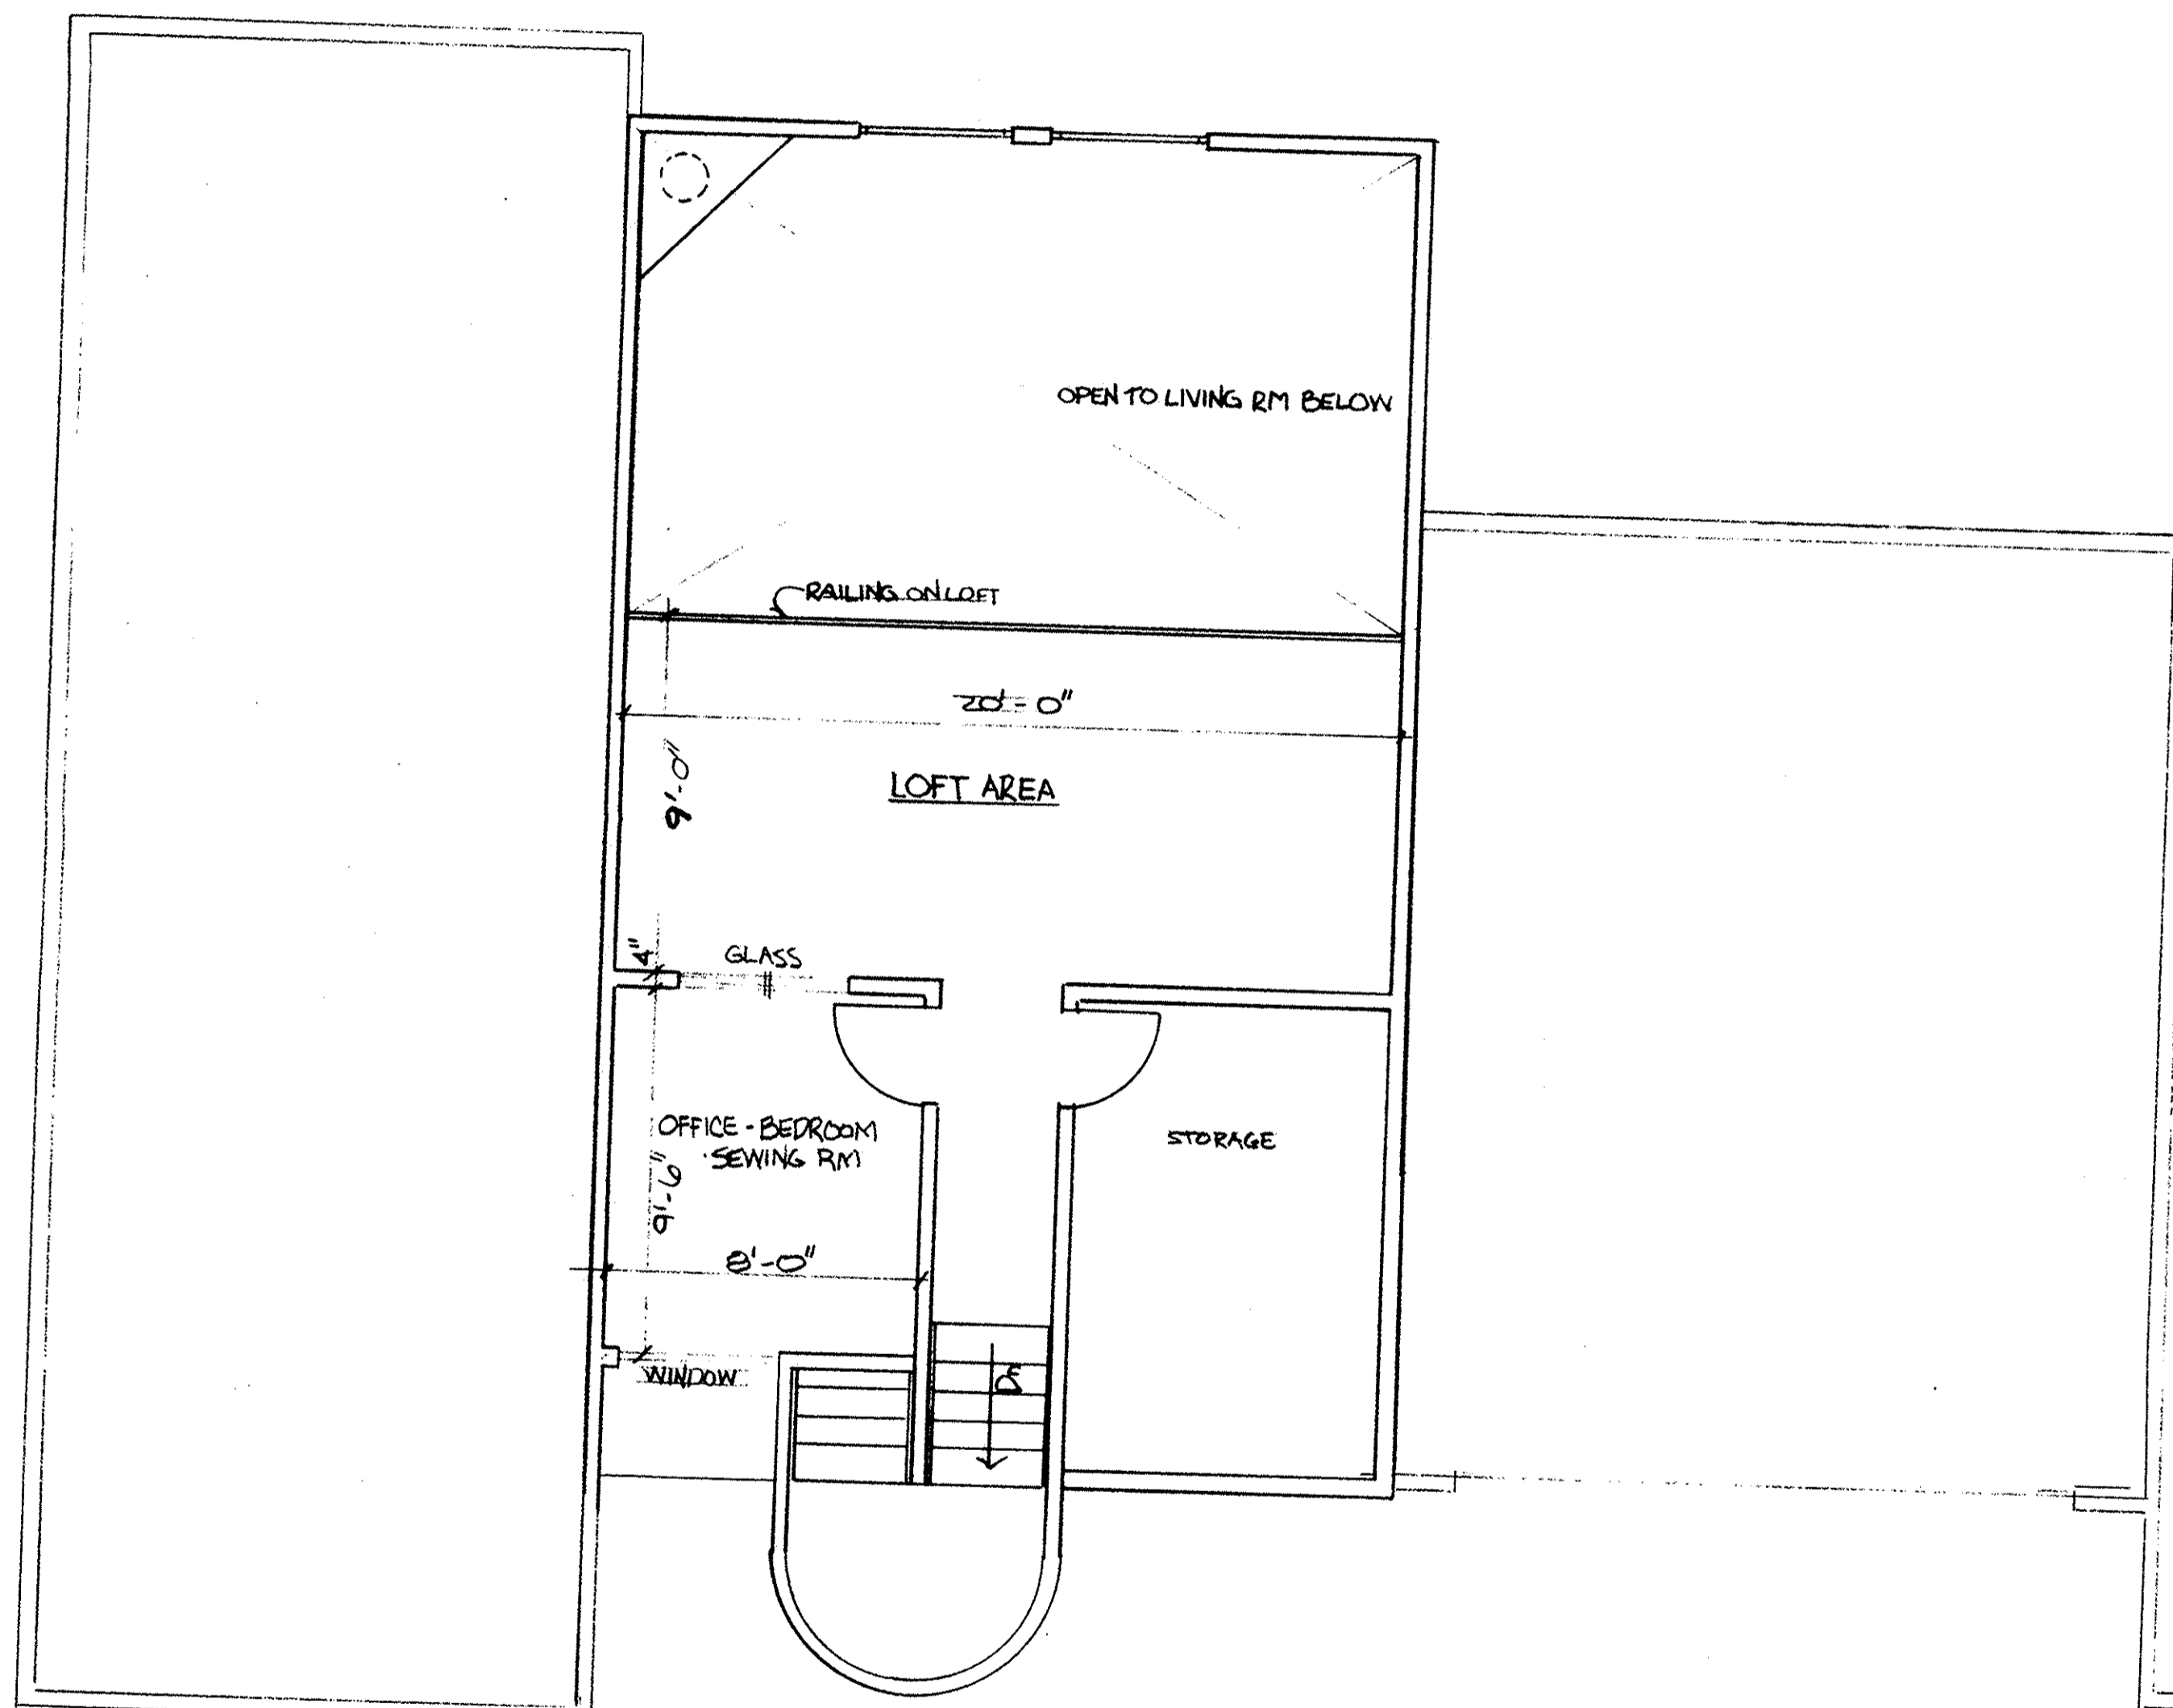 OPEN TO LIVING RM BELOW
RAILING ON LOFT
20'-0"
9'-0"
LOFT AREA
4"
GLASS
OFFICE - BEDROOM
SEWING RM
STORAGE
9'-6"
8'-0"
WINDOW
DN